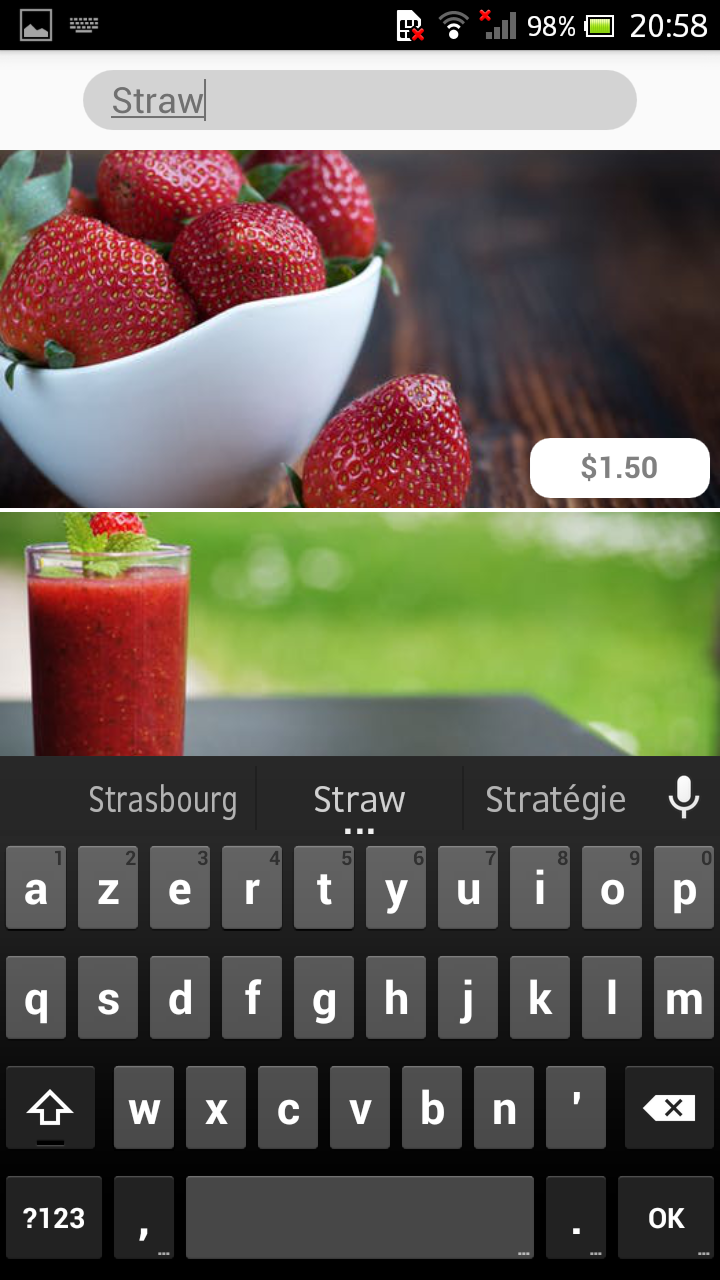 98% 20:58
Straw
$1.50
Strasbourg Straw Stratégie
1 2 3 4 5 6 7 8 9 0
a z e r t y u i o p
q s d f g h j k l m
w x c v b n '
?123 , . OK